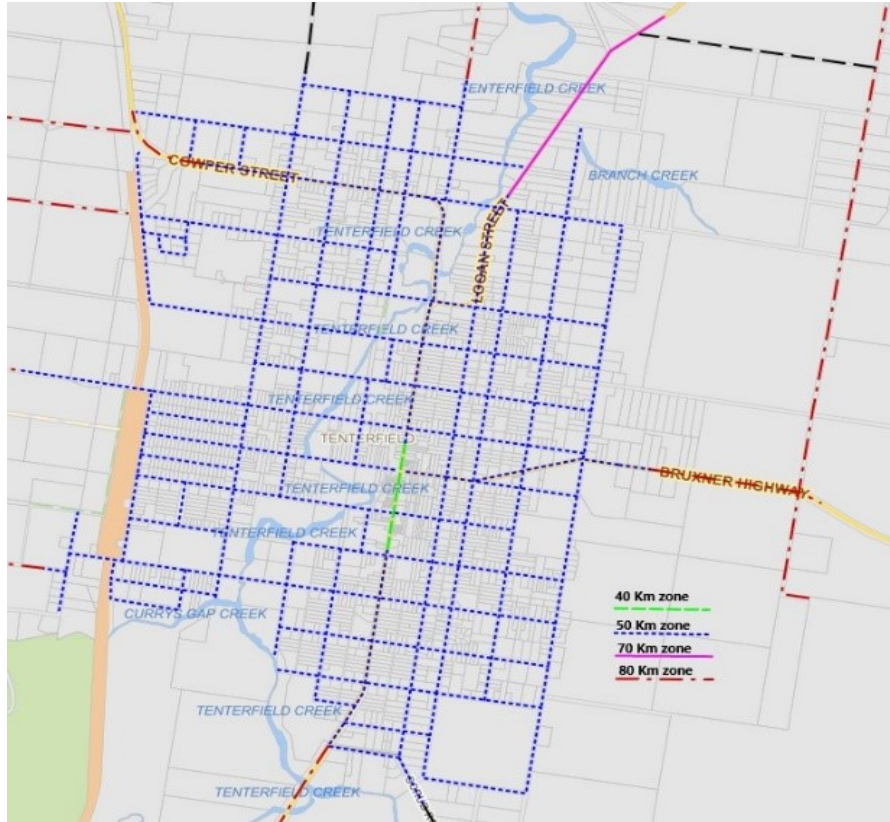 TENTERFIELD CREEK
COWPER STREET
BRANCH CREEK
TENTERFIELD CREEK
LOGAN STREET
TENTERFIELD CREEK
TENTERFIELD CREEK
TENTERFIELD
BRUXNER HIGHWAY
TENTERFIELD CREEK
TENTERFIELD CREEK
40 Km zone
CURRYS GAP CREEK
50 Km zone
70 Km zone
80 Km zone
TENTERFIELD CREEK
TENTERFIELD CREEK